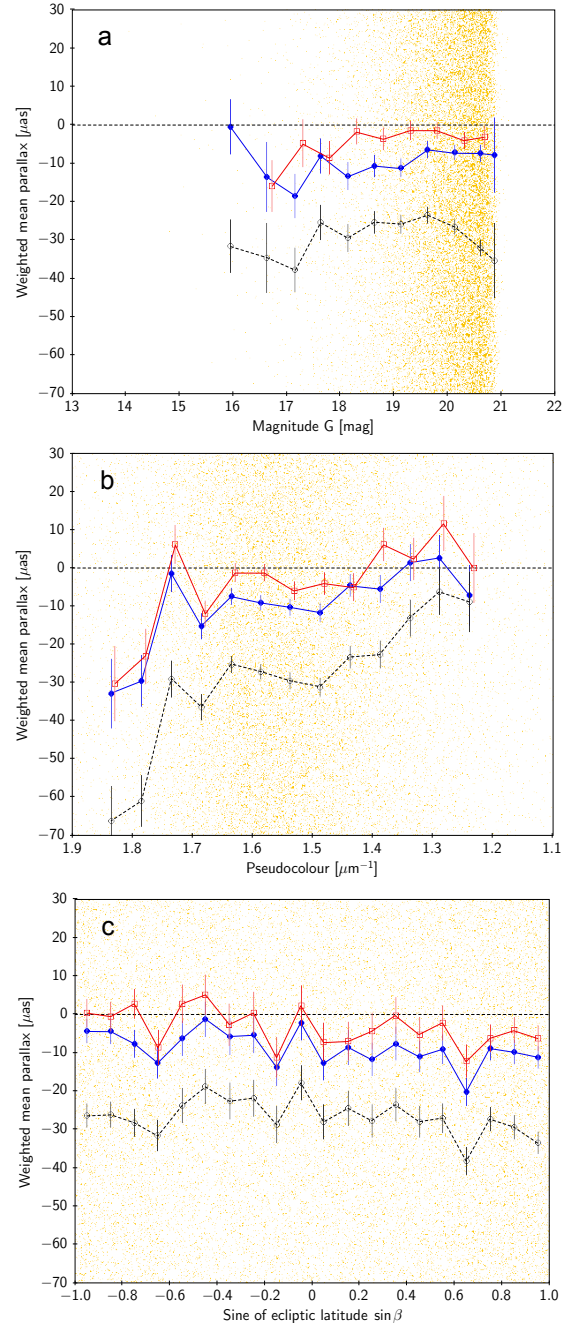 a
30
20
10
0
−10
−20
−30
−40
−50
−60
−70
Weighted mean parallax [μas]
13 14 15 16 17 18 19 20 21 22
Magnitude G [mag]
b
30
20
10
0
−10
−20
−30
−40
−50
−60
−70
Weighted mean parallax [μas]
1.9 1.8 1.7 1.6 1.5 1.4 1.3 1.2 1.1
Pseudocolour [μm⁻¹]
c
30
20
10
0
−10
−20
−30
−40
−50
−60
−70
Weighted mean parallax [μas]
−1.0 −0.8 −0.6 −0.4 −0.2 0 0.2 0.4 0.6 0.8 1.0
Sine of ecliptic latitude sin β